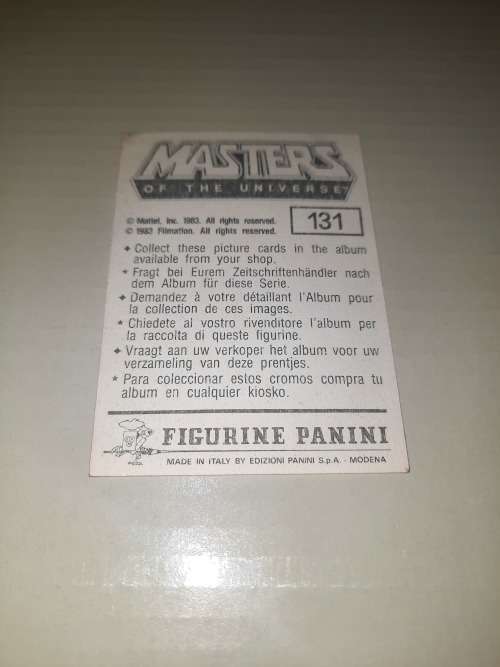 MASTERS
OF THE UNIVERSE™
© Mattel, Inc. 1983. All rights reserved.
© 1983 Filmation. All rights reserved.
131
✦ Collect these picture cards in the album
available from your shop.
★ Fragt bei Eurem Zeitschriftenhändler nach
dem Album für diese Serie.
✦ Demandez à votre détaillant l'Album pour
la collection de ces images.
★ Chiedete al vostro rivenditore l'album per
la raccolta di queste figurine.
✦ Vraagt aan uw verkoper het album voor uw
verzameling van deze prentjes.
★ Para coleccionar estos cromos compra tu
album en cualquier kiosko.
FIGURINE PANINI
MADE IN ITALY BY EDIZIONI PANINI S.p.A. - MODENA